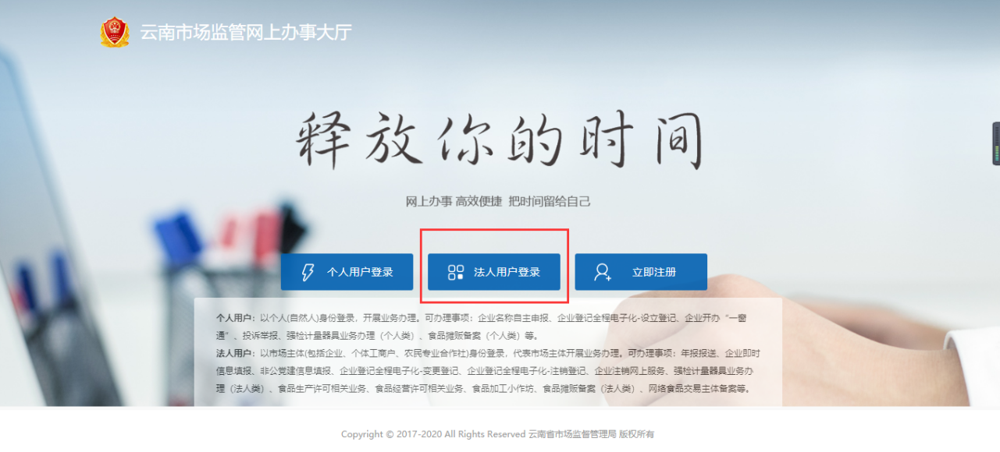 云南市场监管网上办事大厅
释放你的时间
网上办事 高效便捷 把时间留给自己
个人用户登录
法人用户登录
立即注册
个人用户：以个人(自然人)身份登录，开展业务办理。可办理事项：企业名称自主申报、企业登记全程电子化-设立登记、企业开办“一窗
通”、投诉举报、强检计量器具业务办理（个人类）、食品摊贩备案（个人类）等。
法人用户：以市场主体(包括企业、个体工商户、农民专业合作社)身份登录，代表市场主体开展业务办理。可办理事项：年报报送、企业即时
信息填报、非公党建信息填报、企业登记全程电子化-变更登记、企业登记全程电子化-注销登记、企业注销网上服务、强检计量器具业务办
理（法人类）、食品生产许可相关业务、食品经营许可相关业务、食品加工小作坊、食品摊贩备案（法人类）、网络食品交易主体备案等。
Copyright © 2017-2020 All Rights Reserved 云南省市场监督管理局 版权所有